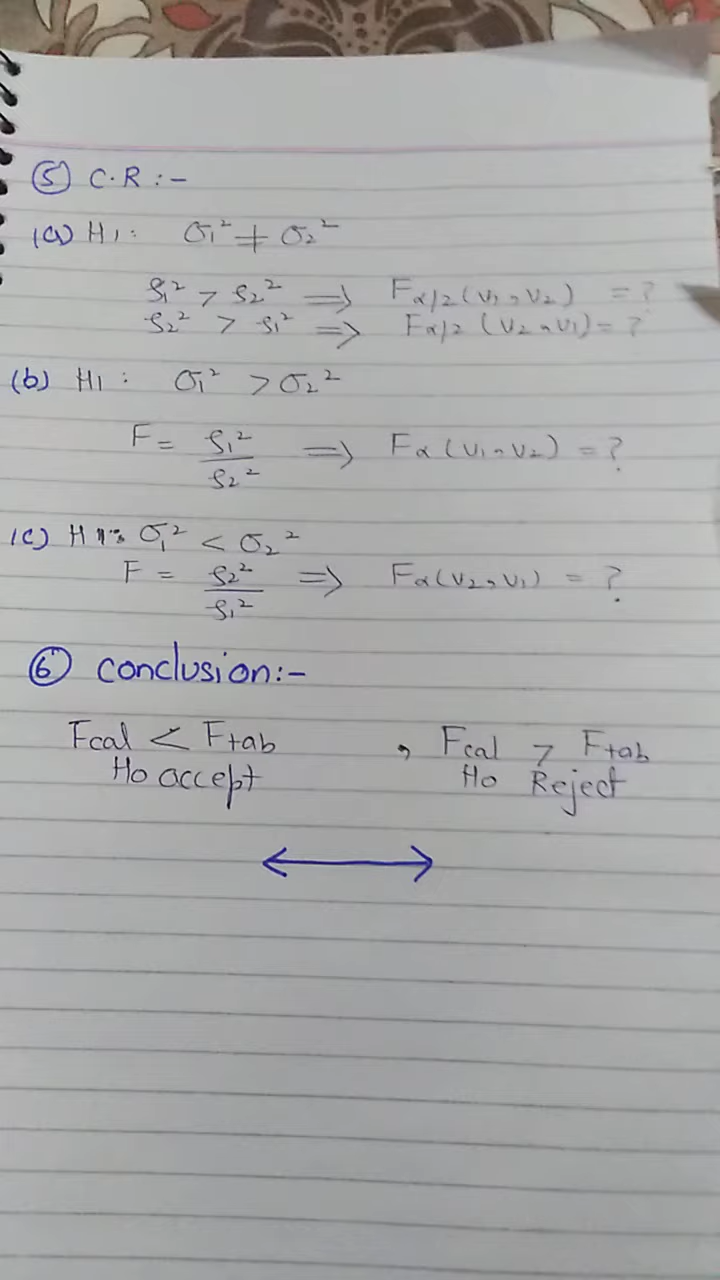 ⑤ C.R :-
(a) H₁: σ₁² ≠ σ₂²
S₁² > S₂² ⟹ Fα/2 (v₁, v₂) = ?
S₂² > S₁² ⟹ Fα/2 (v₂, v₁) = ?
(b) H₁: σ₁² > σ₂²
F = S₁²/S₂² ⟹ Fα (v₁, v₂) = ?
(c) H₁: σ₁² < σ₂²
F = S₂²/S₁² ⟹ Fα(v₂, v₁) = ?
⑥ Conclusion:-
Fcal < Ftab , Fcal > Ftab
Ho accept Ho Reject